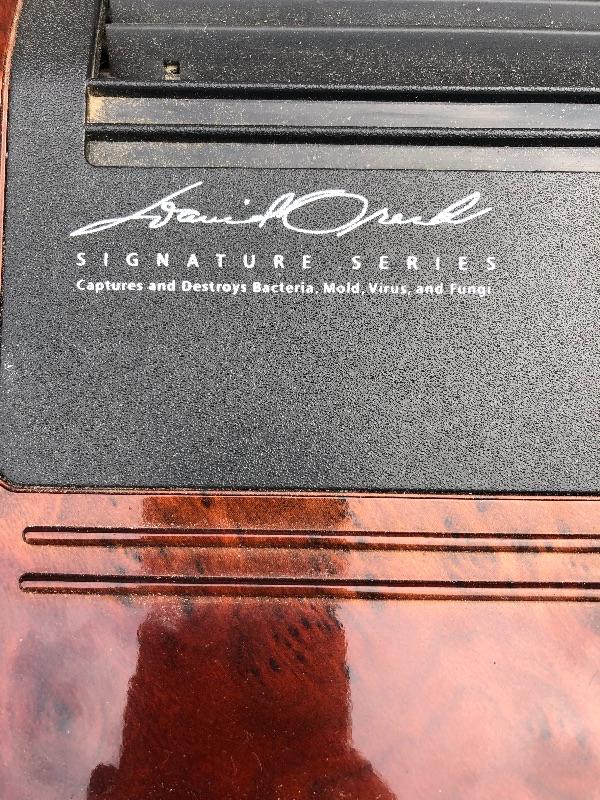 David Oreck
SIGNATURE SERIES
Captures and Destroys Bacteria, Mold, Virus, and Fungi